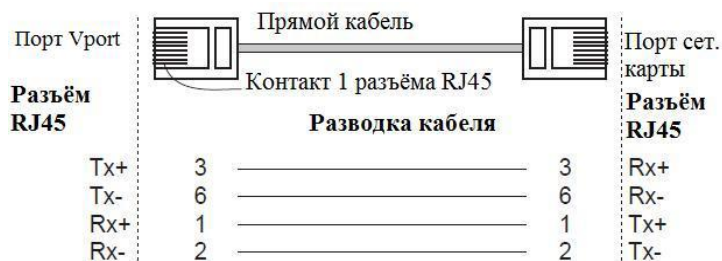 Прямой кабель
Порт Vport
Порт сет.
карты
Контакт 1 разъёма RJ45
Разъём
RJ45
Разъём
RJ45
Разводка кабеля
Tx+ 3 3 Rx+
Tx- 6 6 Rx-
Rx+ 1 1 Tx+
Rx- 2 2 Tx-